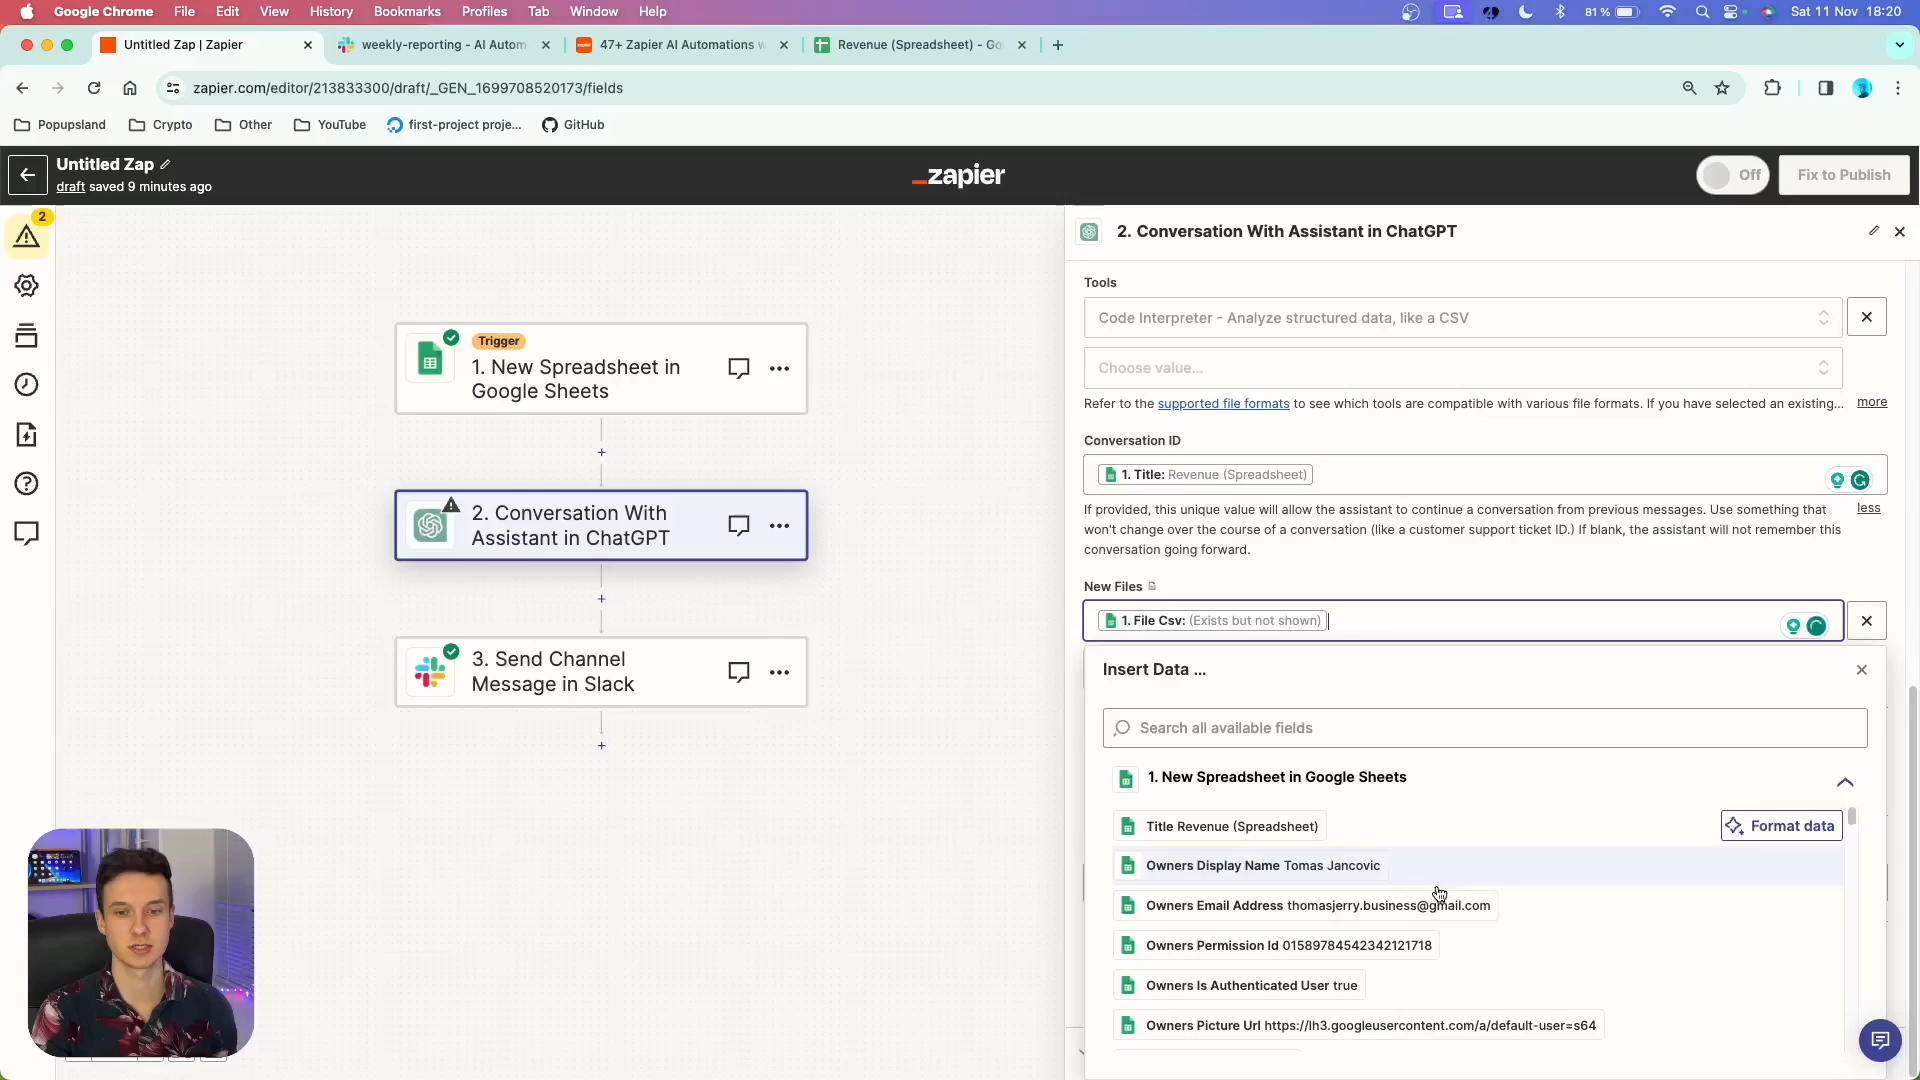 Google Chrome File Edit View History Bookmarks Profiles Tab Window Help 81 % Sat 11 Nov 18:20
Untitled Zap | Zapier
weekly-reporting - AI Autom
47+ Zapier AI Automations w
Revenue (Spreadsheet) - Go
zapier.com/editor/213833300/draft/_GEN_1699708520173/fields
Popupsland Crypto Other YouTube first-project proje... GitHub
Untitled Zap
draft saved 9 minutes ago
_zapier
Off
Fix to Publish
2
Trigger
1. New Spreadsheet in
Google Sheets
+
2. Conversation With
Assistant in ChatGPT
+
3. Send Channel
Message in Slack
+
2. Conversation With Assistant in ChatGPT
Tools
Code Interpreter - Analyze structured data, like a CSV
Choose value...
Refer to the supported file formats to see which tools are compatible with various file formats. If you have selected an existing... more
Conversation ID
1. Title: Revenue (Spreadsheet)
If provided, this unique value will allow the assistant to continue a conversation from previous messages. Use something that less
won't change over the course of a conversation (like a customer support ticket ID.) If blank, the assistant will not remember this
conversation going forward.
New Files
1. File Csv: (Exists but not shown)
Insert Data ...
Search all available fields
1. New Spreadsheet in Google Sheets
Title Revenue (Spreadsheet)
Format data
Owners Display Name Tomas Jancovic
Owners Email Address thomasjerry.business@gmail.com
Owners Permission Id 01589784542342121718
Owners Is Authenticated User true
Owners Picture Url https://lh3.googleusercontent.com/a/default-user=s64